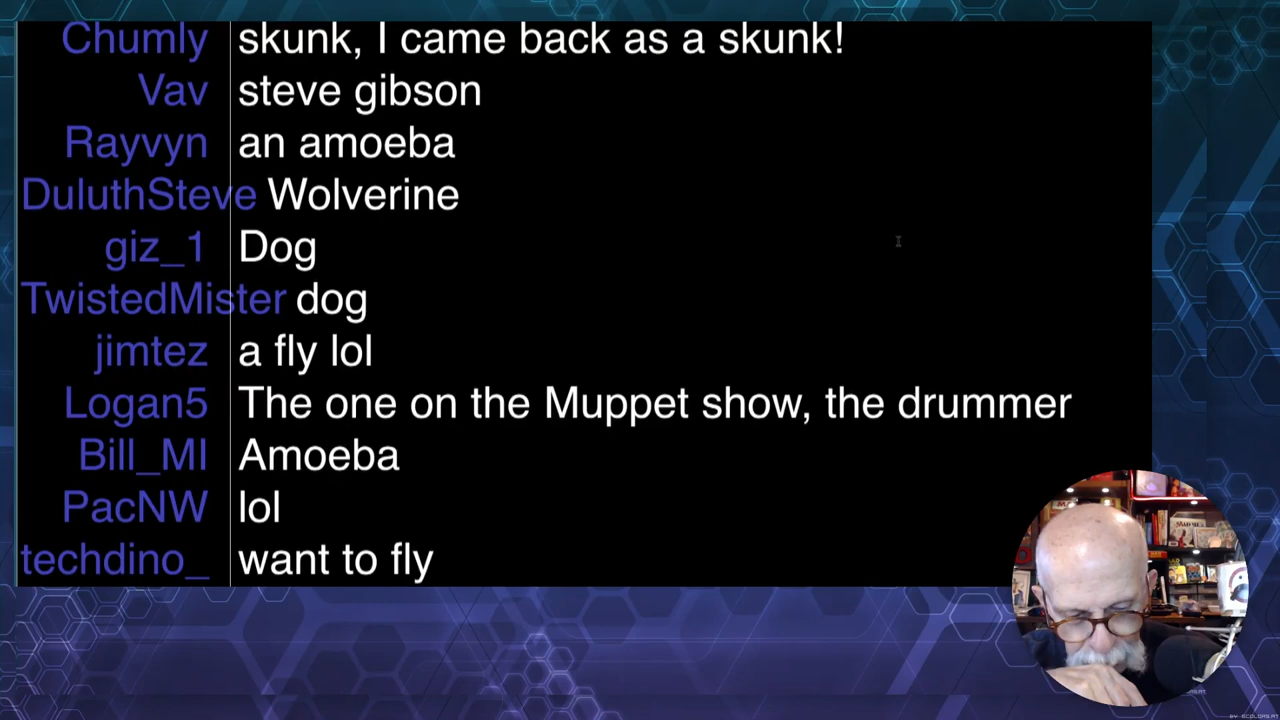 Chumly skunk, I came back as a skunk!
Vav steve gibson
Rayvyn an amoeba
DuluthSteve Wolverine
giz_1 Dog
TwistedMister dog
jimtez a fly lol
Logan5 The one on the Muppet show, the drummer
Bill_MI Amoeba
PacNW lol
techdino_ want to fly